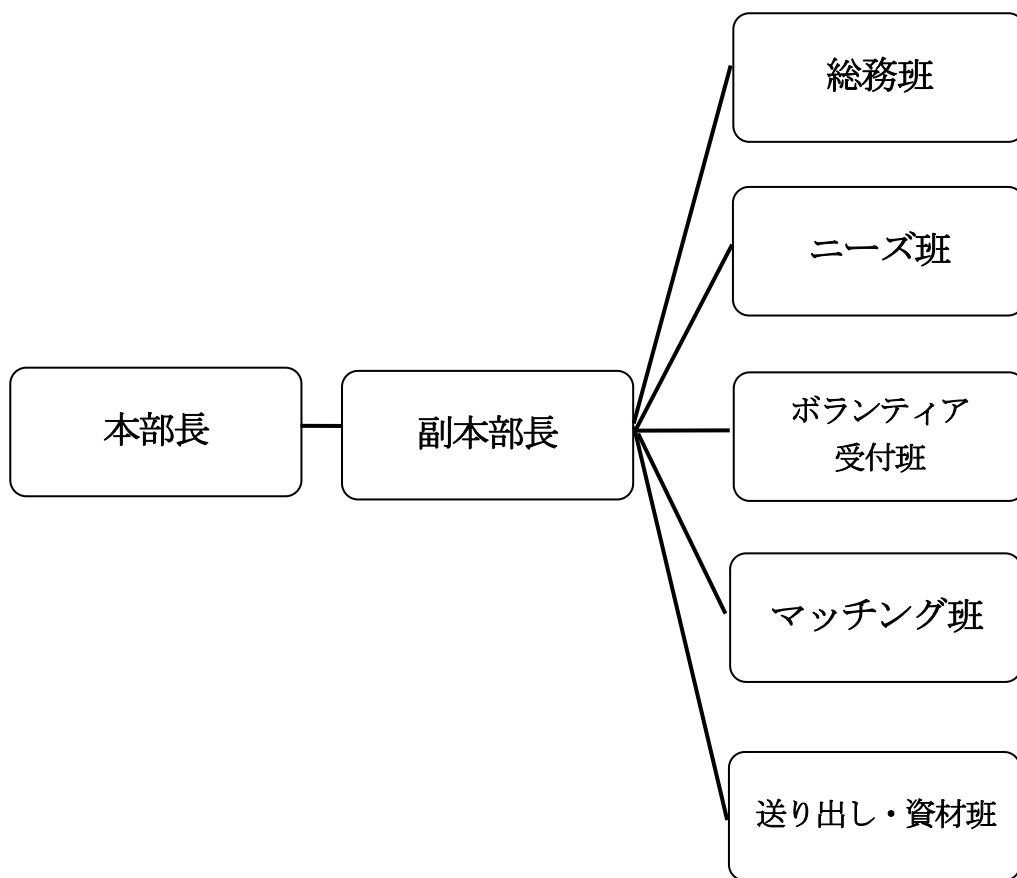 本部長
副本部長
総務班
ニーズ班
ボランティア
受付班
マッチング班
送り出し・資材班